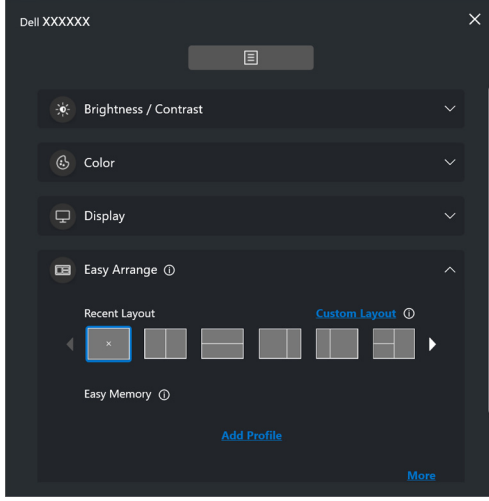 Dell XXXXXX
Brightness / Contrast
Color
Display
Easy Arrange
Recent Layout Custom Layout
Easy Memory
Add Profile
More